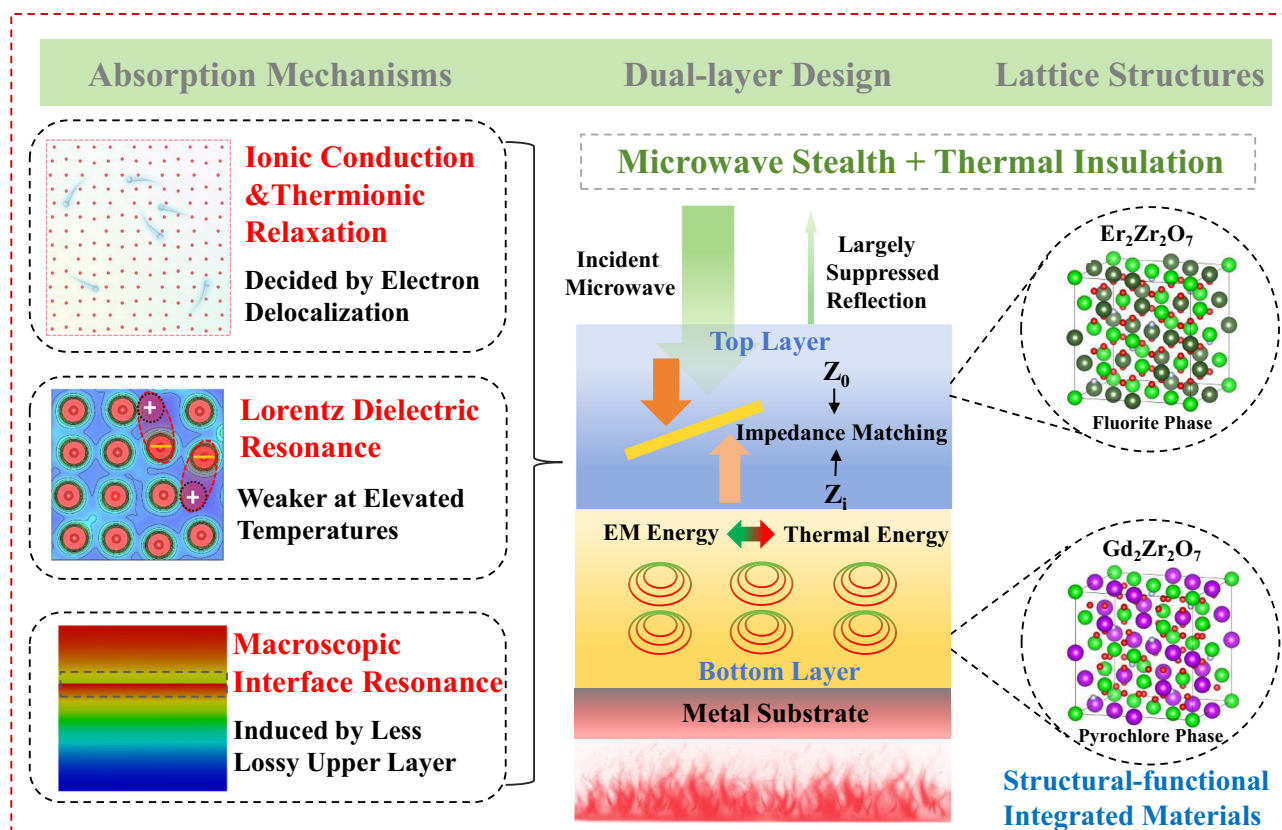 Absorption Mechanisms
Dual-layer Design
Lattice Structures
Ionic Conduction
&Thermionic
Relaxation
Decided by Electron
Delocalization
Lorentz Dielectric
Resonance
Weaker at Elevated
Temperatures
Macroscopic
Interface Resonance
Induced by Less
Lossy Upper Layer
Microwave Stealth + Thermal Insulation
Incident
Microwave
Largely
Suppressed
Reflection
Top Layer
Z₀
Impedance Matching
Zᵢ
EM Energy
Thermal Energy
Bottom Layer
Metal Substrate
Er₂Zr₂O₇
Fluorite Phase
Gd₂Zr₂O₇
Pyrochlore Phase
Structural-functional
Integrated Materials